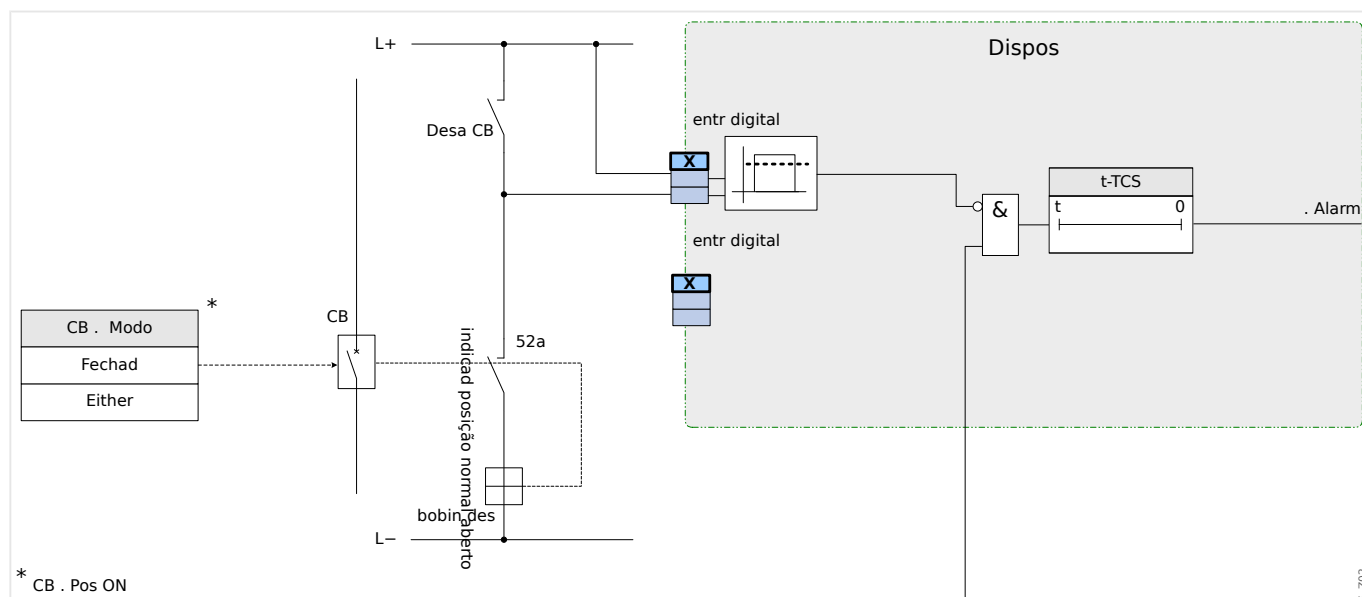 L+
Dispos
entr digital
Desa CB
X
t-TCS
t 0
&
. Alarm
entr digital
X
*
CB . Modo
CB
Fechad
52a
Either
indicad posição normal aberto
bobin des
L−
* CB . Pos ON